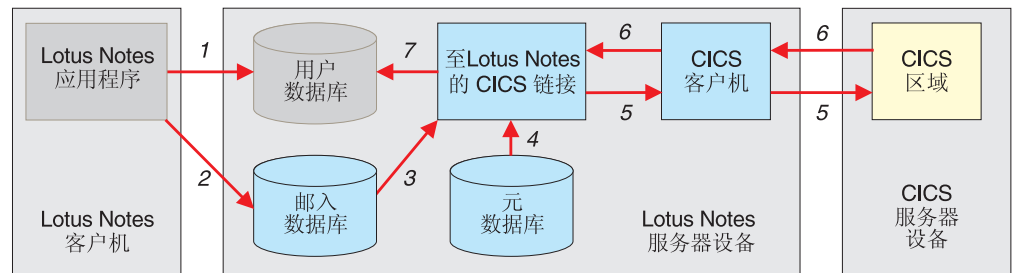 Lotus Notes
应用程序
1
2
Lotus Notes
客户机
用户
数据库
7
至Lotus Notes
的 CICS 链接
6
5
CICS
客户机
3
4
邮入
数据库
元
数据库
Lotus Notes
服务器设备
6
5
CICS
区域
CICS
服务器
设备